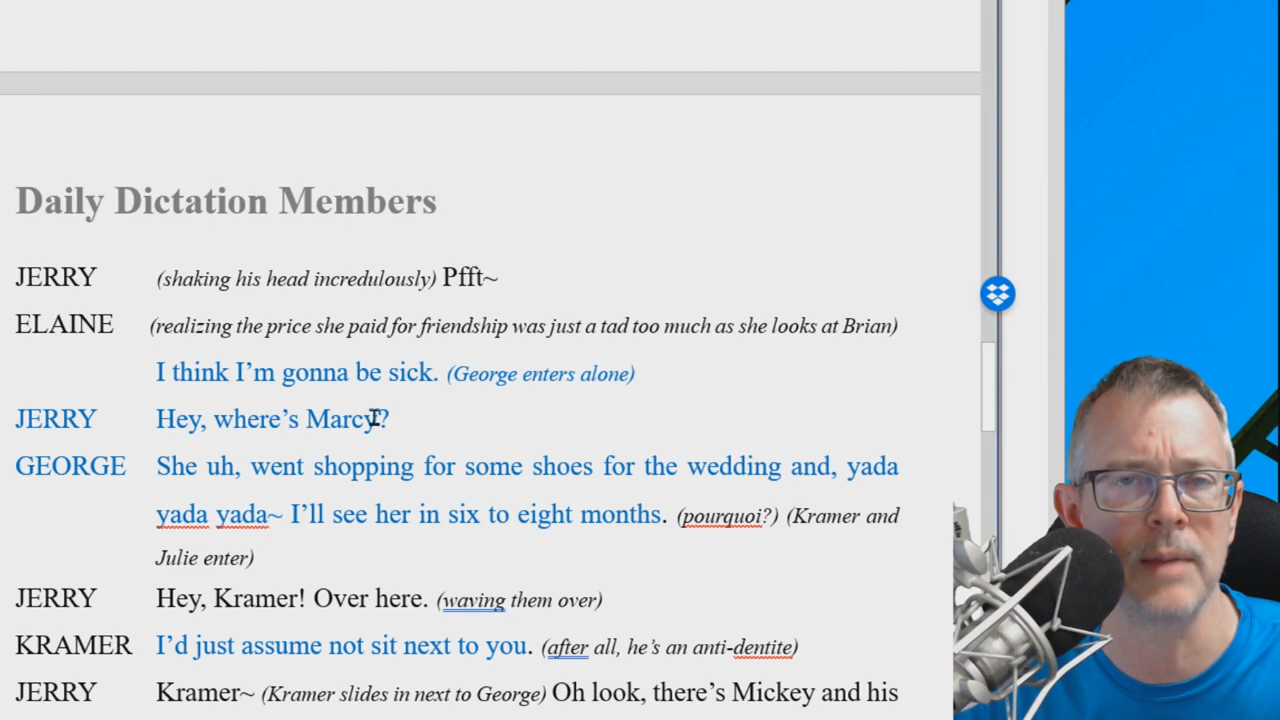 Daily Dictation Members
JERRY (shaking his head incredulously) Pfft~
ELAINE (realizing the price she paid for friendship was just a tad too much as she looks at Brian)
I think I’m gonna be sick. (George enters alone)
JERRY Hey, where’s Marcy?
GEORGE She uh, went shopping for some shoes for the wedding and, yada
yada yada~ I’ll see her in six to eight months. (pourquoi?) (Kramer and
Julie enter)
JERRY Hey, Kramer! Over here. (waving them over)
KRAMER I’d just assume not sit next to you. (after all, he’s an anti-dentite)
JERRY Kramer~ (Kramer slides in next to George) Oh look, there’s Mickey and his